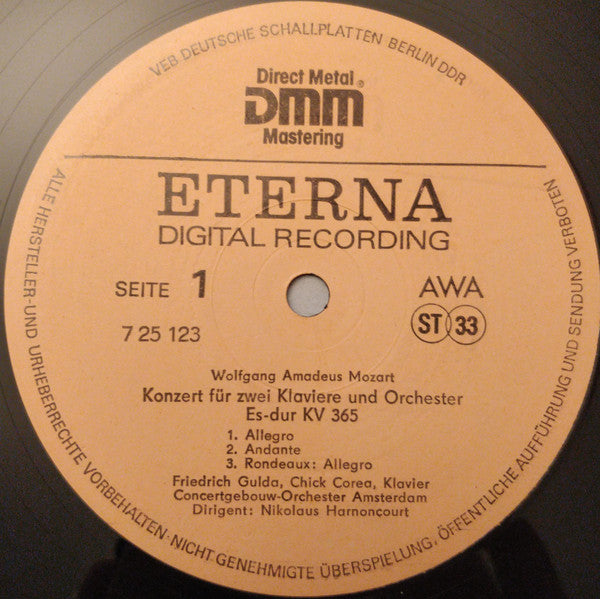 VEB DEUTSCHE SCHALLPLATTEN BERLIN DDR
Direct Metal®
DMM
Mastering
ETERNA
DIGITAL RECORDING
SEITE 1
AWA
7 25 123
ST 33
Wolfgang Amadeus Mozart
Konzert für zwei Klaviere und Orchester
Es-dur KV 365
1. Allegro
2. Andante
3. Rondeaux: Allegro
Friedrich Gulda, Chick Corea, Klavier
Concertgebouw-Orchester Amsterdam
Dirigent: Nikolaus Harnoncourt
ALLE HERSTELLER-UND URHEBERRECHTE VORBEHALTEN·NICHT GENEHMIGTE ÜBERSPIELUNG, ÖFFENTLICHE AUFFÜHRUNG UND SENDUNG VERBOTEN